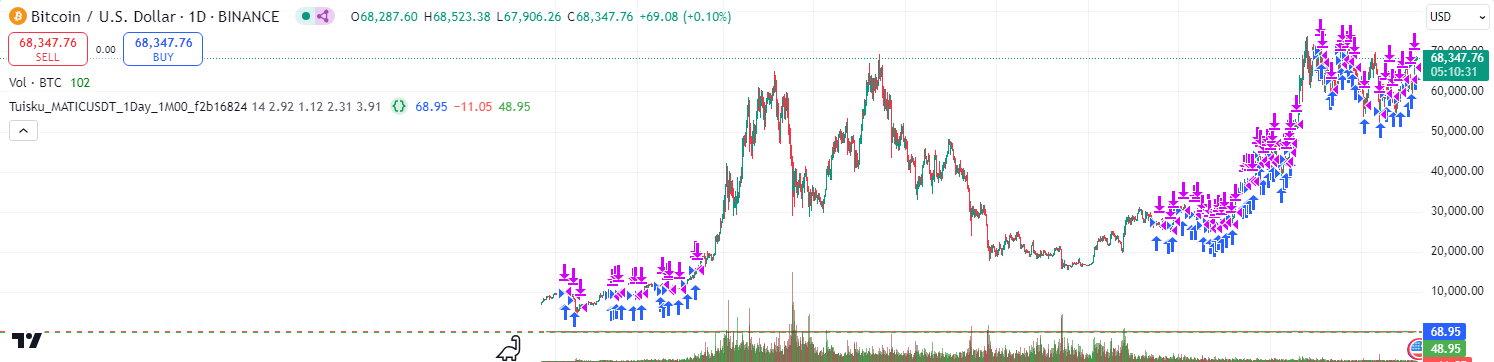 Bitcoin / U.S. Dollar · 1D · BINANCE O68,287.60 H68,523.38 L67,906.26 C68,347.76 +69.08 (+0.10%)
USD
68,347.76
SELL
0.00
68,347.76
BUY
Vol · BTC 102
Tuisku_MATICUSDT_1Day_1M00_f2b16824 14 2.92 1.12 2.31 3.91 {} 68.95 −11.05 48.95
70,000.00
68,347.76
05:10:31
60,000.00
50,000.00
40,000.00
30,000.00
20,000.00
10,000.00
68.95
48.95